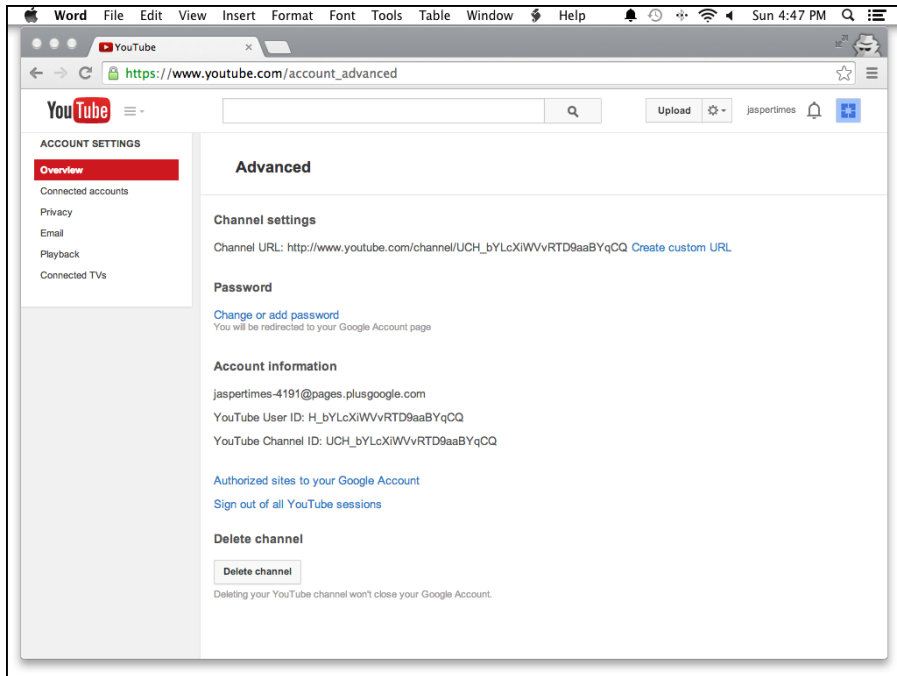 Word File Edit View Insert Format Font Tools Table Window Help Sun 4:47 PM
YouTube
https://www.youtube.com/account_advanced
YouTube Upload jaspertimes
ACCOUNT SETTINGS
Overview
Connected accounts
Privacy
Email
Playback
Connected TVs
Advanced
Channel settings
Channel URL: http://www.youtube.com/channel/UCH_bYLcXiWVvRTD9aaBYqCQ Create custom URL
Password
Change or add password
You will be redirected to your Google Account page
Account information
jaspertimes-4191@pages.plusgoogle.com
YouTube User ID: H_bYLcXiWVvRTD9aaBYqCQ
YouTube Channel ID: UCH_bYLcXiWVvRTD9aaBYqCQ
Authorized sites to your Google Account
Sign out of all YouTube sessions
Delete channel
Delete channel
Deleting your YouTube channel won't close your Google Account.